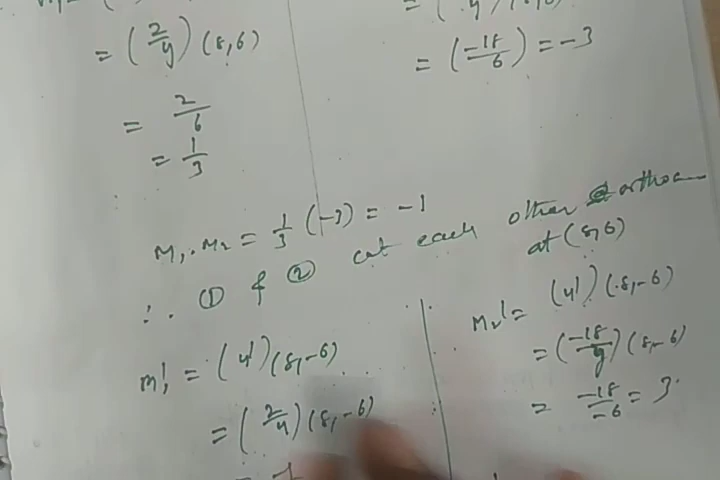 = (2/y) (8, 6)
= 2/6
= 1/3
= (-18/6) = -3
m₁. m₂ = 1/3 (-3) = -1
∴ ① & ② cut each other
at (8, 6)
m₁' = (y') (8, -6)
= (2/y) (8, -6)
m₂' = (y') (8, -6)
= (-18/y) (8, -6)
= -18/-6 = 3